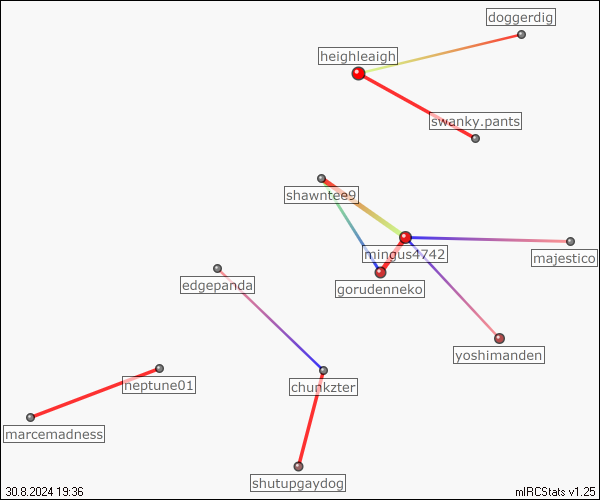 doggerdig
heighleaigh
swanky.pants
shawntee9
mingus4742
majestico
edgepanda
gorudenneko
yoshimanden
neptune01
chunkzter
marcemadness
shutupgaydog
30.8.2024 19:36
mIRCStats v1.25